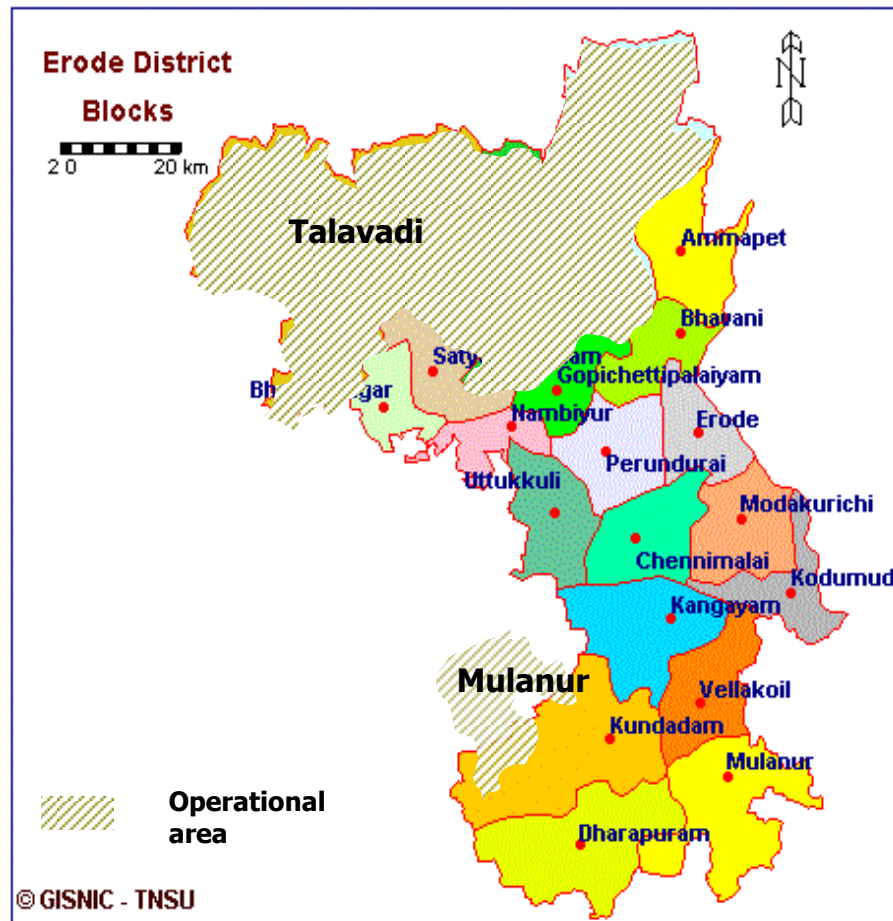 Erode District
Blocks
2 0 20 km
N
Talavadi
Ammapet
Bhavani
Gopichettipalaiyam
Nambiyur
Erode
Perundurai
Uttukkuli
Modakurichi
Chennimalai
Kodumud
Kangayam
Mulanur
Vellakoil
Kundadam
Mulanur
Dharapuram
Operational
area
© GISNIC - TNSU